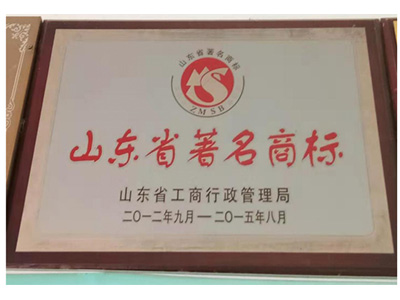 山东省著名商标
ZMSB
山东省著名商标
山东省工商行政管理局
二〇一二年九月—二〇一五年八月